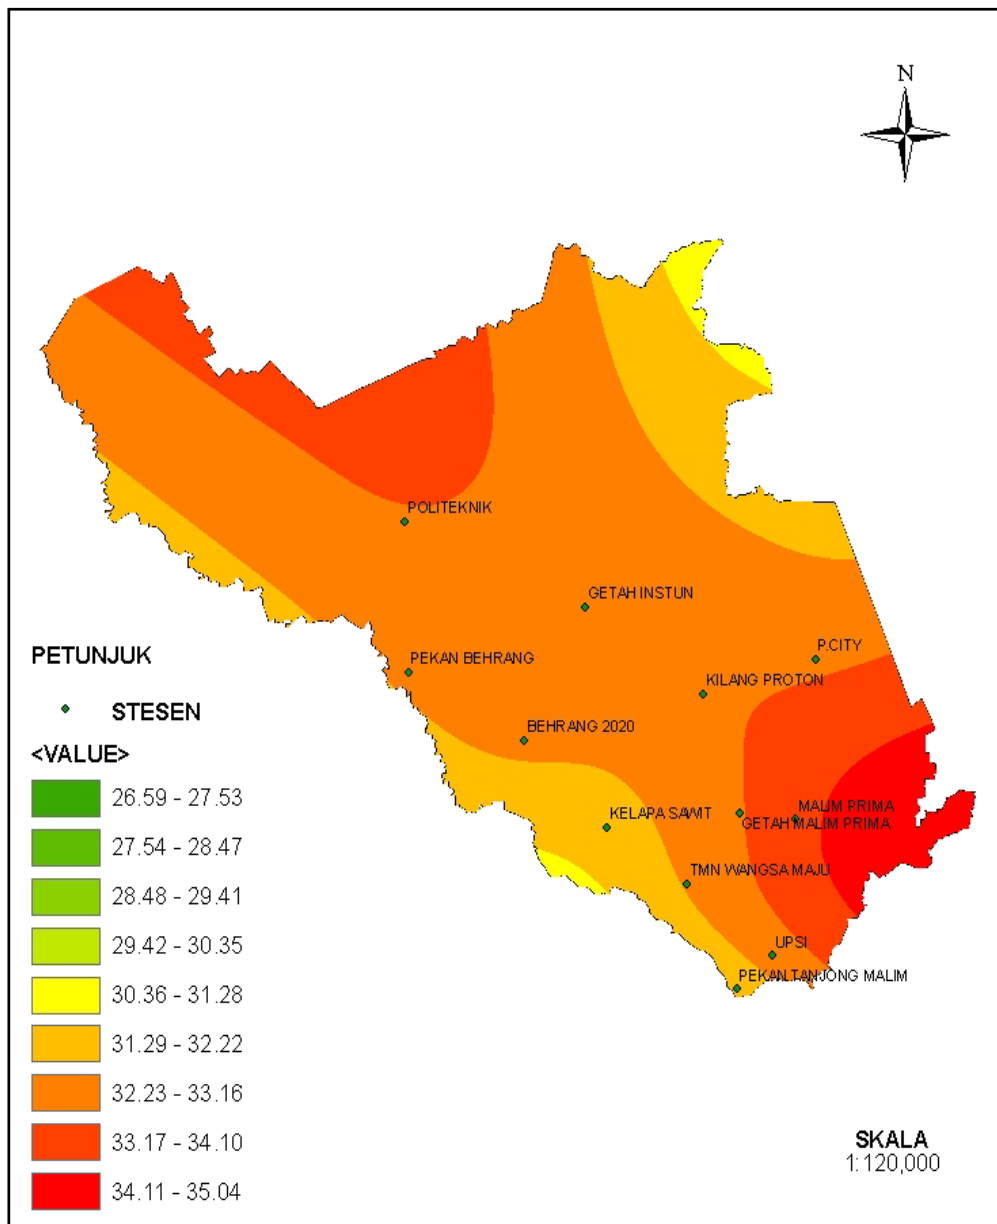 N
POLITEKNIK
GETAH INSTUN
P.CITY
PEKAN BEHRANG
KILANG PROTON
BEHRANG 2020
MALIM PRIMA
GETAH MALIM PRIMA
KELAPA SAWIT
TMN WANGSA MAJU
UPSI
PEKAN.TANJONG MALIM
PETUNJUK
STESEN
<VALUE>
26.59 - 27.53
27.54 - 28.47
28.48 - 29.41
29.42 - 30.35
30.36 - 31.28
31.29 - 32.22
32.23 - 33.16
33.17 - 34.10
34.11 - 35.04
SKALA
1:120,000